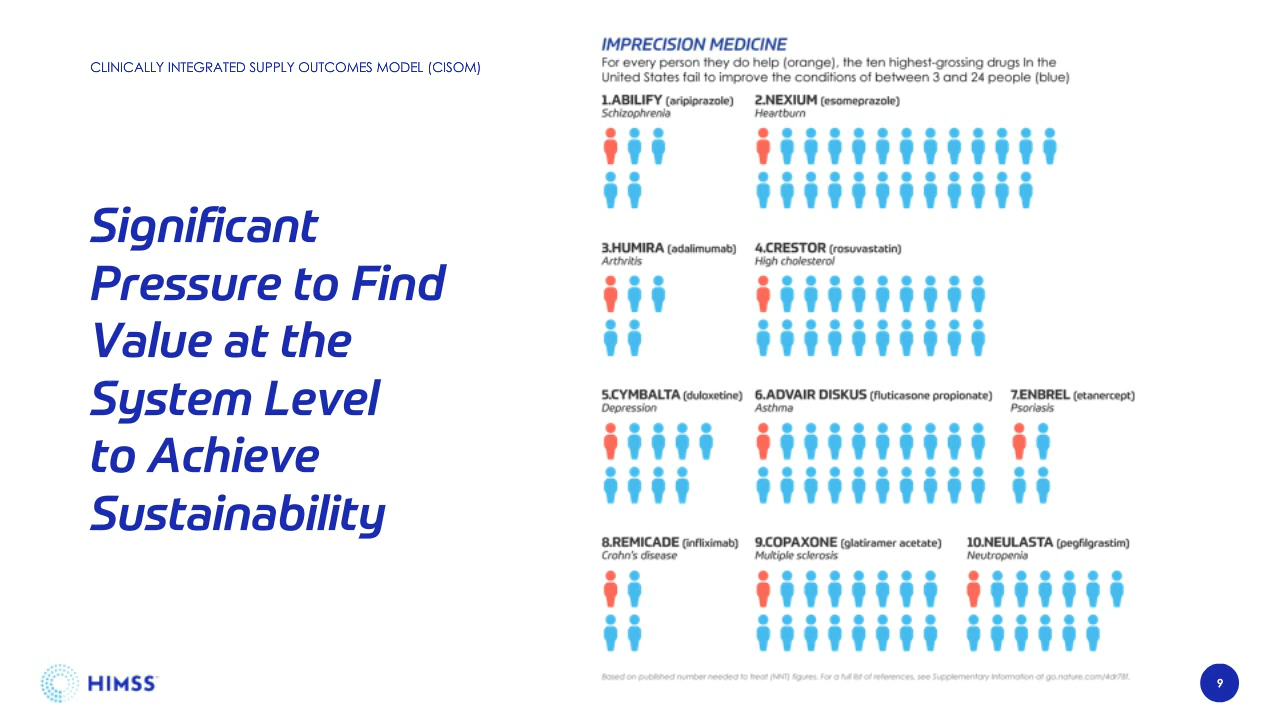 CLINICALLY INTEGRATED SUPPLY OUTCOMES MODEL (CISOM)
Significant
Pressure to Find
Value at the
System Level
to Achieve
Sustainability
IMPRECISION MEDICINE
For every person they do help (orange), the ten highest-grossing drugs In the
United States fail to improve the conditions of between 3 and 24 people (blue)
1.ABILIFY (aripiprazole)
Schizophrenia
2.NEXIUM (esomeprazole)
Heartburn
3.HUMIRA (adalimumab)
Arthritis
4.CRESTOR (rosuvastatin)
High cholesterol
5.CYMBALTA (duloxetine)
Depression
6.ADVAIR DISKUS (fluticasone propionate)
Asthma
7.ENBREL (etanercept)
Psoriasis
8.REMICADE (infliximab)
Crohn's disease
9.COPAXONE (glatiramer acetate)
Multiple sclerosis
10.NEULASTA (pegfilgrastim)
Neutropenia
Based on published number needed to treat (NNT) figures. For a full list of references, see Supplementary Information at go.nature.com/4dr78f.
HIMSS
9